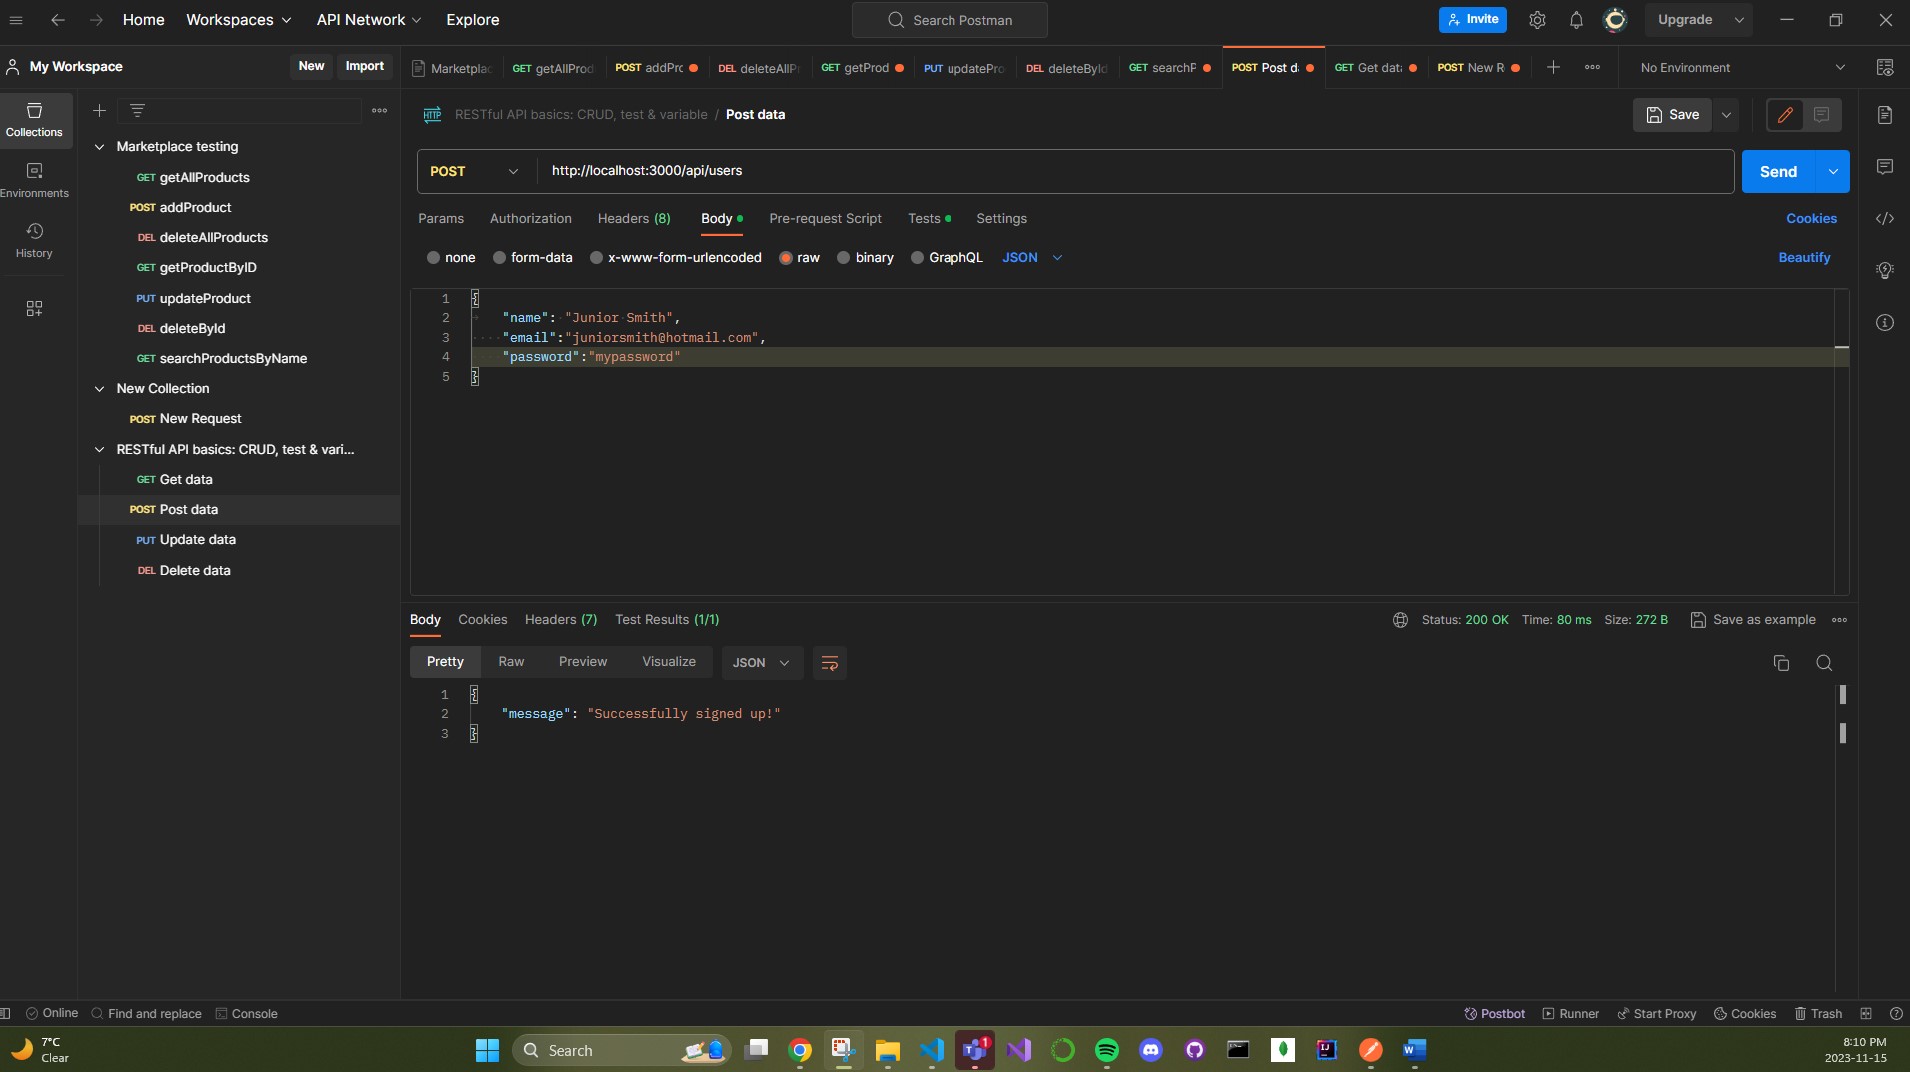 Home Workspaces API Network Explore Search Postman Invite Upgrade
My Workspace New Import
Marketplac GET getAllProd POST addPrc DEL deleteAllPr GET getProd PUT updatePro DEL deleteById GET searchP POST Post da GET Get data POST New R No Environment
Collections
Environments
History
Marketplace testing
GET getAllProducts
POST addProduct
DEL deleteAllProducts
GET getProductByID
PUT updateProduct
DEL deleteById
GET searchProductsByName
New Collection
POST New Request
RESTful API basics: CRUD, test & vari...
GET Get data
POST Post data
PUT Update data
DEL Delete data
HTTP RESTful API basics: CRUD, test & variable / Post data Save
POST http://localhost:3000/api/users Send
Params Authorization Headers (8) Body Pre-request Script Tests Settings Cookies
none form-data x-www-form-urlencoded raw binary GraphQL JSON Beautify
1 {
2 "name": "Junior Smith",
3 "email":"juniorsmith@hotmail.com",
4 "password":"mypassword"
5 }
Body Cookies Headers (7) Test Results (1/1) Status: 200 OK Time: 80 ms Size: 272 B Save as example
Pretty Raw Preview Visualize JSON
1 {
2 "message": "Successfully signed up!"
3 }
Online Find and replace Console Postbot Runner Start Proxy Cookies Trash
7°C
Clear
Search
1
8:10 PM
2023-11-15